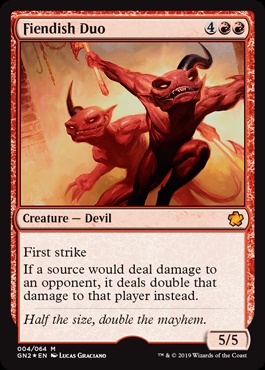 Fiendish Duo 4
Creature — Devil
First strike
If a source would deal damage to
an opponent, it deals double that
damage to that player instead.
Half the size, double the mayhem.
5/5
004/064 M
GN2 ★ EN Lucas Graciano
™ & © 2019 Wizards of the Coast